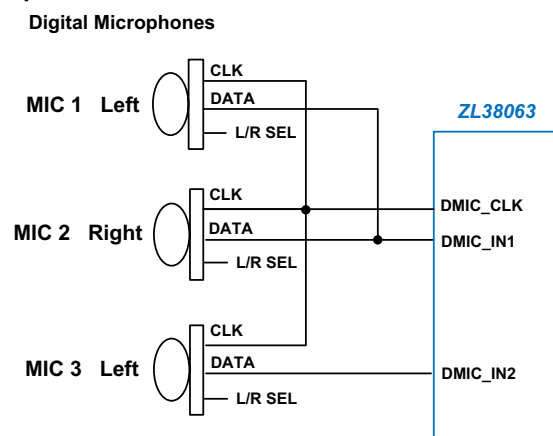 Digital Microphones
CLK
MIC 1 Left
DATA
L/R SEL
ZL38063
CLK
DMIC_CLK
MIC 2 Right
DATA
DMIC_IN1
L/R SEL
CLK
MIC 3 Left
DATA
DMIC_IN2
L/R SEL